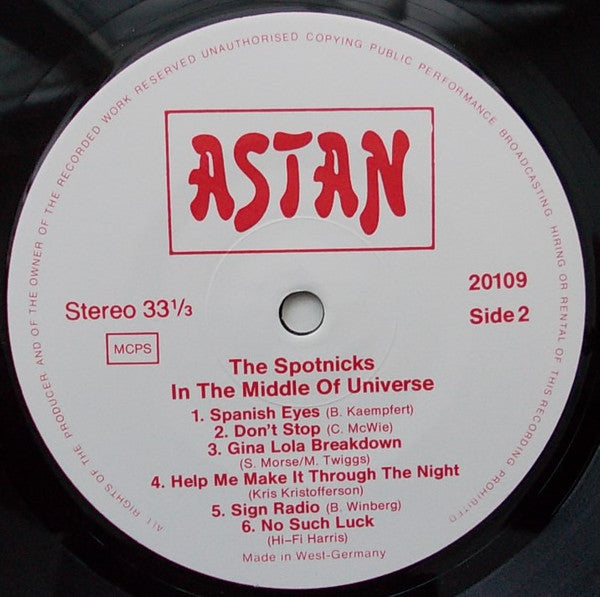 ALL RIGHTS OF THE PRODUCER AND OF THE OWNER OF THE RECORDED WORK RESERVED UNAUTHORISED COPYING PUBLIC PERFORMANCE BROADCASTING. HIRING OR RENTAL OF THIS RECORDING PROHIBITED
ASTAN
Stereo 33⅓
20109
MCPS
Side 2
The Spotnicks
In The Middle Of Universe
1. Spanish Eyes (B. Kaempfert)
2. Don't Stop (C. McWie)
3. Gina Lola Breakdown
(S. Morse/M. Twiggs)
4. Help Me Make It Through The Night
(Kris Kristofferson)
5. Sign Radio (B. Winberg)
6. No Such Luck
(Hi-Fi Harris)
Made in West-Germany